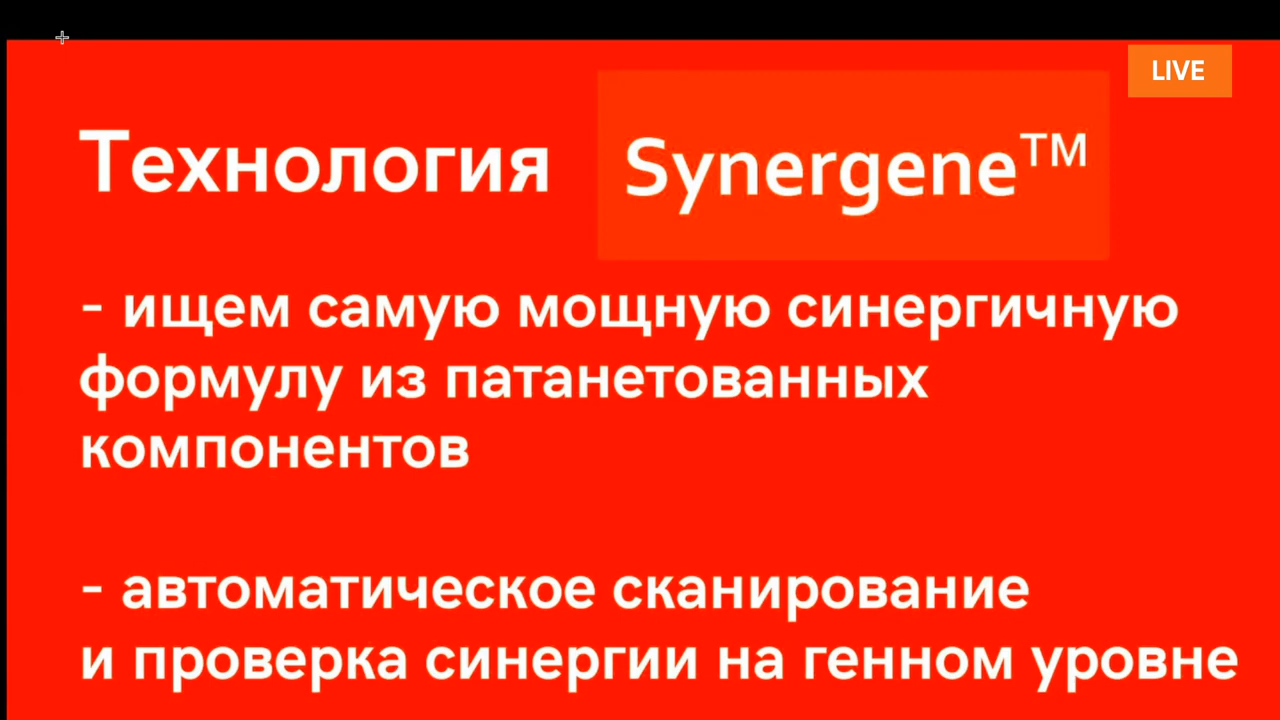 LIVE
Технология Synergene™
- ищем самую мощную синергичную
формулу из патанетованных
компонентов
- автоматическое сканирование
и проверка синергии на генном уровне